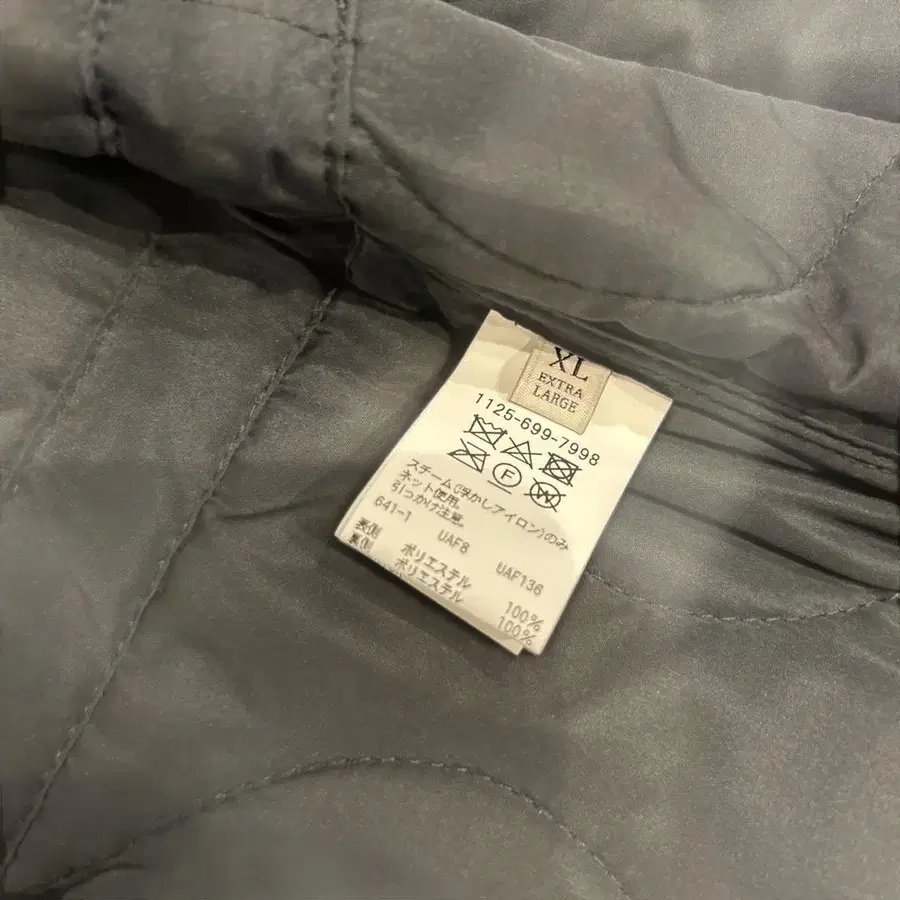 XL
EXTRA
LARGE
1125-699-7998
F
W
スチーム(浮かしアイロン)のみ
ネット使用。
引っかけ注意。
641-1 UAF8 UAF136
表側 ポリエステル 100%
裏側 ポリエステル 100%